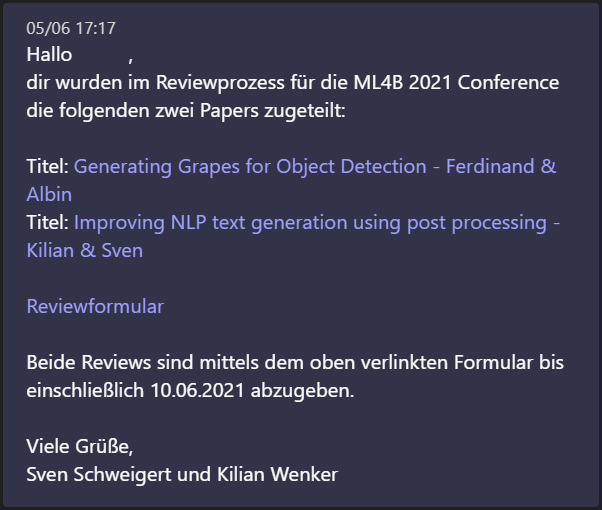 05/06 17:17
Hallo ,
dir wurden im Reviewprozess für die ML4B 2021 Conference
die folgenden zwei Papers zugeteilt:
Titel: Generating Grapes for Object Detection - Ferdinand &
Albin
Titel: Improving NLP text generation using post processing -
Kilian & Sven
Reviewformular
Beide Reviews sind mittels dem oben verlinkten Formular bis
einschließlich 10.06.2021 abzugeben.
Viele Grüße,
Sven Schweigert und Kilian Wenker